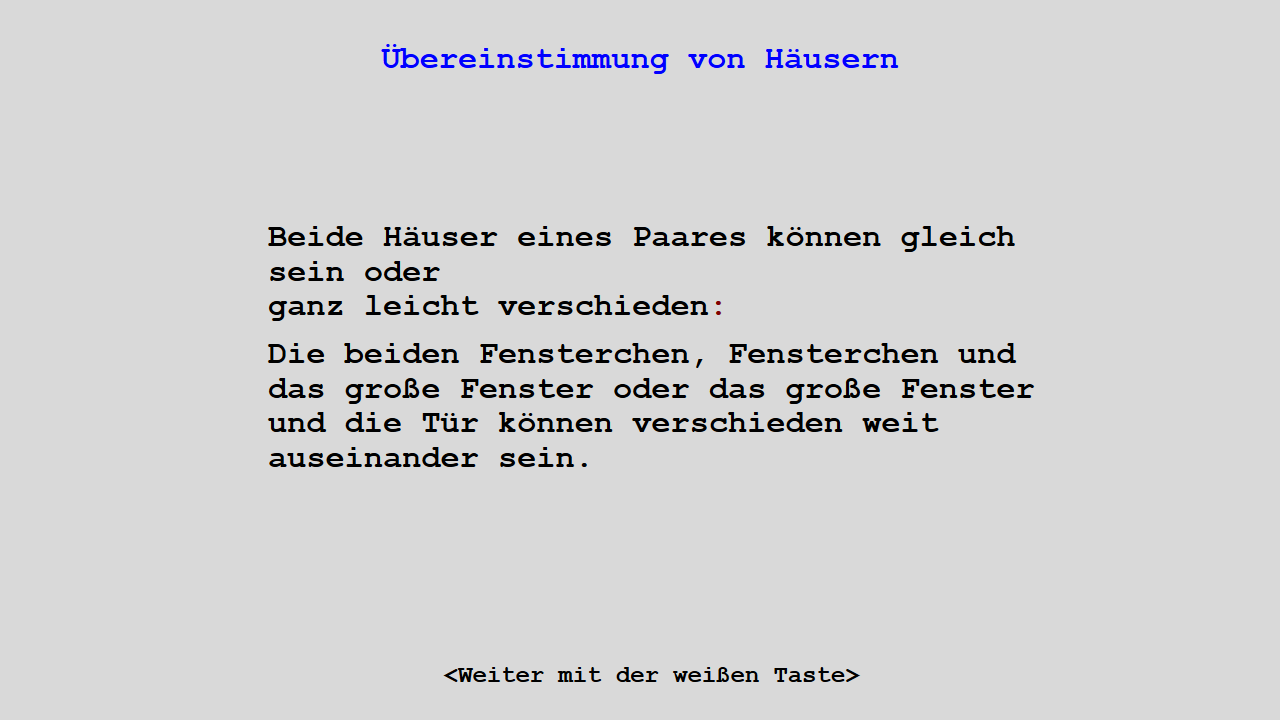 Übereinstimmung von Häusern
Beide Häuser eines Paares können gleich
sein oder
ganz leicht verschieden:
Die beiden Fensterchen, Fensterchen und
das große Fenster oder das große Fenster
und die Tür können verschieden weit
auseinander sein.
<Weiter mit der weißen Taste>